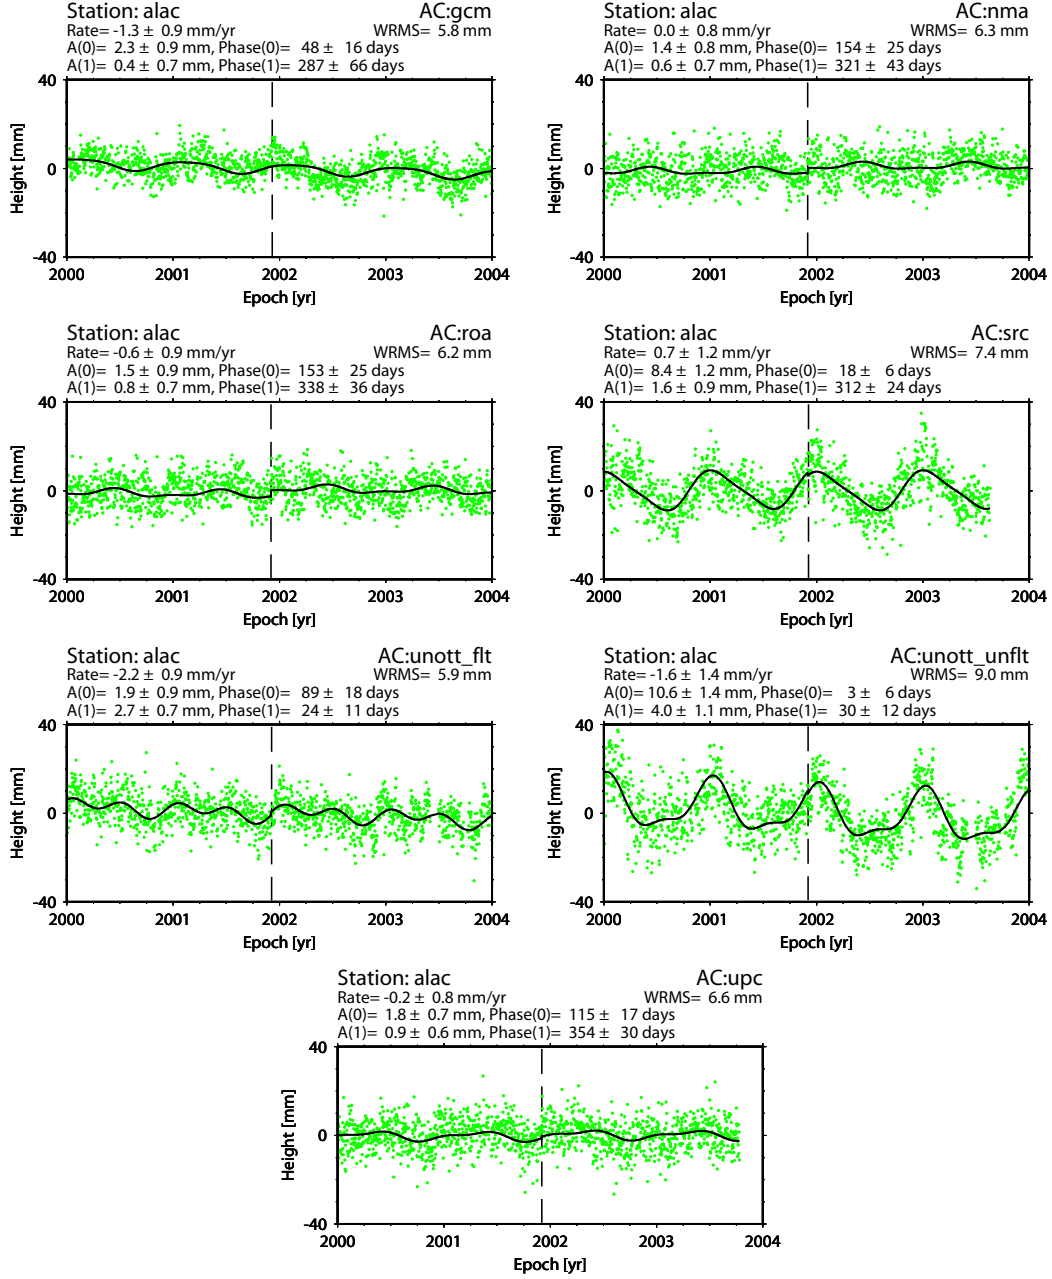 Station: alac AC:gcm
Rate= -1.3 ± 0.9 mm/yr WRMS= 5.8 mm
A(0)= 2.3 ± 0.9 mm, Phase(0)= 48 ± 16 days
A(1)= 0.4 ± 0.7 mm, Phase(1)= 287 ± 66 days
40
0
-40
Height [mm]
2000 2001 2002 2003 2004
Epoch [yr]
Station: alac AC:nma
Rate= 0.0 ± 0.8 mm/yr WRMS= 6.3 mm
A(0)= 1.4 ± 0.8 mm, Phase(0)= 154 ± 25 days
A(1)= 0.6 ± 0.7 mm, Phase(1)= 321 ± 43 days
40
0
-40
Height [mm]
2000 2001 2002 2003 2004
Epoch [yr]
Station: alac AC:roa
Rate= -0.6 ± 0.9 mm/yr WRMS= 6.2 mm
A(0)= 1.5 ± 0.9 mm, Phase(0)= 153 ± 25 days
A(1)= 0.8 ± 0.7 mm, Phase(1)= 338 ± 36 days
40
0
-40
Height [mm]
2000 2001 2002 2003 2004
Epoch [yr]
Station: alac AC:src
Rate= 0.7 ± 1.2 mm/yr WRMS= 7.4 mm
A(0)= 8.4 ± 1.2 mm, Phase(0)= 18 ± 6 days
A(1)= 1.6 ± 0.9 mm, Phase(1)= 312 ± 24 days
40
0
-40
Height [mm]
2000 2001 2002 2003 2004
Epoch [yr]
Station: alac AC:unott_flt
Rate= -2.2 ± 0.9 mm/yr WRMS= 5.9 mm
A(0)= 1.9 ± 0.9 mm, Phase(0)= 89 ± 18 days
A(1)= 2.7 ± 0.7 mm, Phase(1)= 24 ± 11 days
40
0
-40
Height [mm]
2000 2001 2002 2003 2004
Epoch [yr]
Station: alac AC:unott_unflt
Rate= -1.6 ± 1.4 mm/yr WRMS= 9.0 mm
A(0)= 10.6 ± 1.4 mm, Phase(0)= 3 ± 6 days
A(1)= 4.0 ± 1.1 mm, Phase(1)= 30 ± 12 days
40
0
-40
Height [mm]
2000 2001 2002 2003 2004
Epoch [yr]
Station: alac AC:upc
Rate= -0.2 ± 0.8 mm/yr WRMS= 6.6 mm
A(0)= 1.8 ± 0.7 mm, Phase(0)= 115 ± 17 days
A(1)= 0.9 ± 0.6 mm, Phase(1)= 354 ± 30 days
40
0
-40
Height [mm]
2000 2001 2002 2003 2004
Epoch [yr]